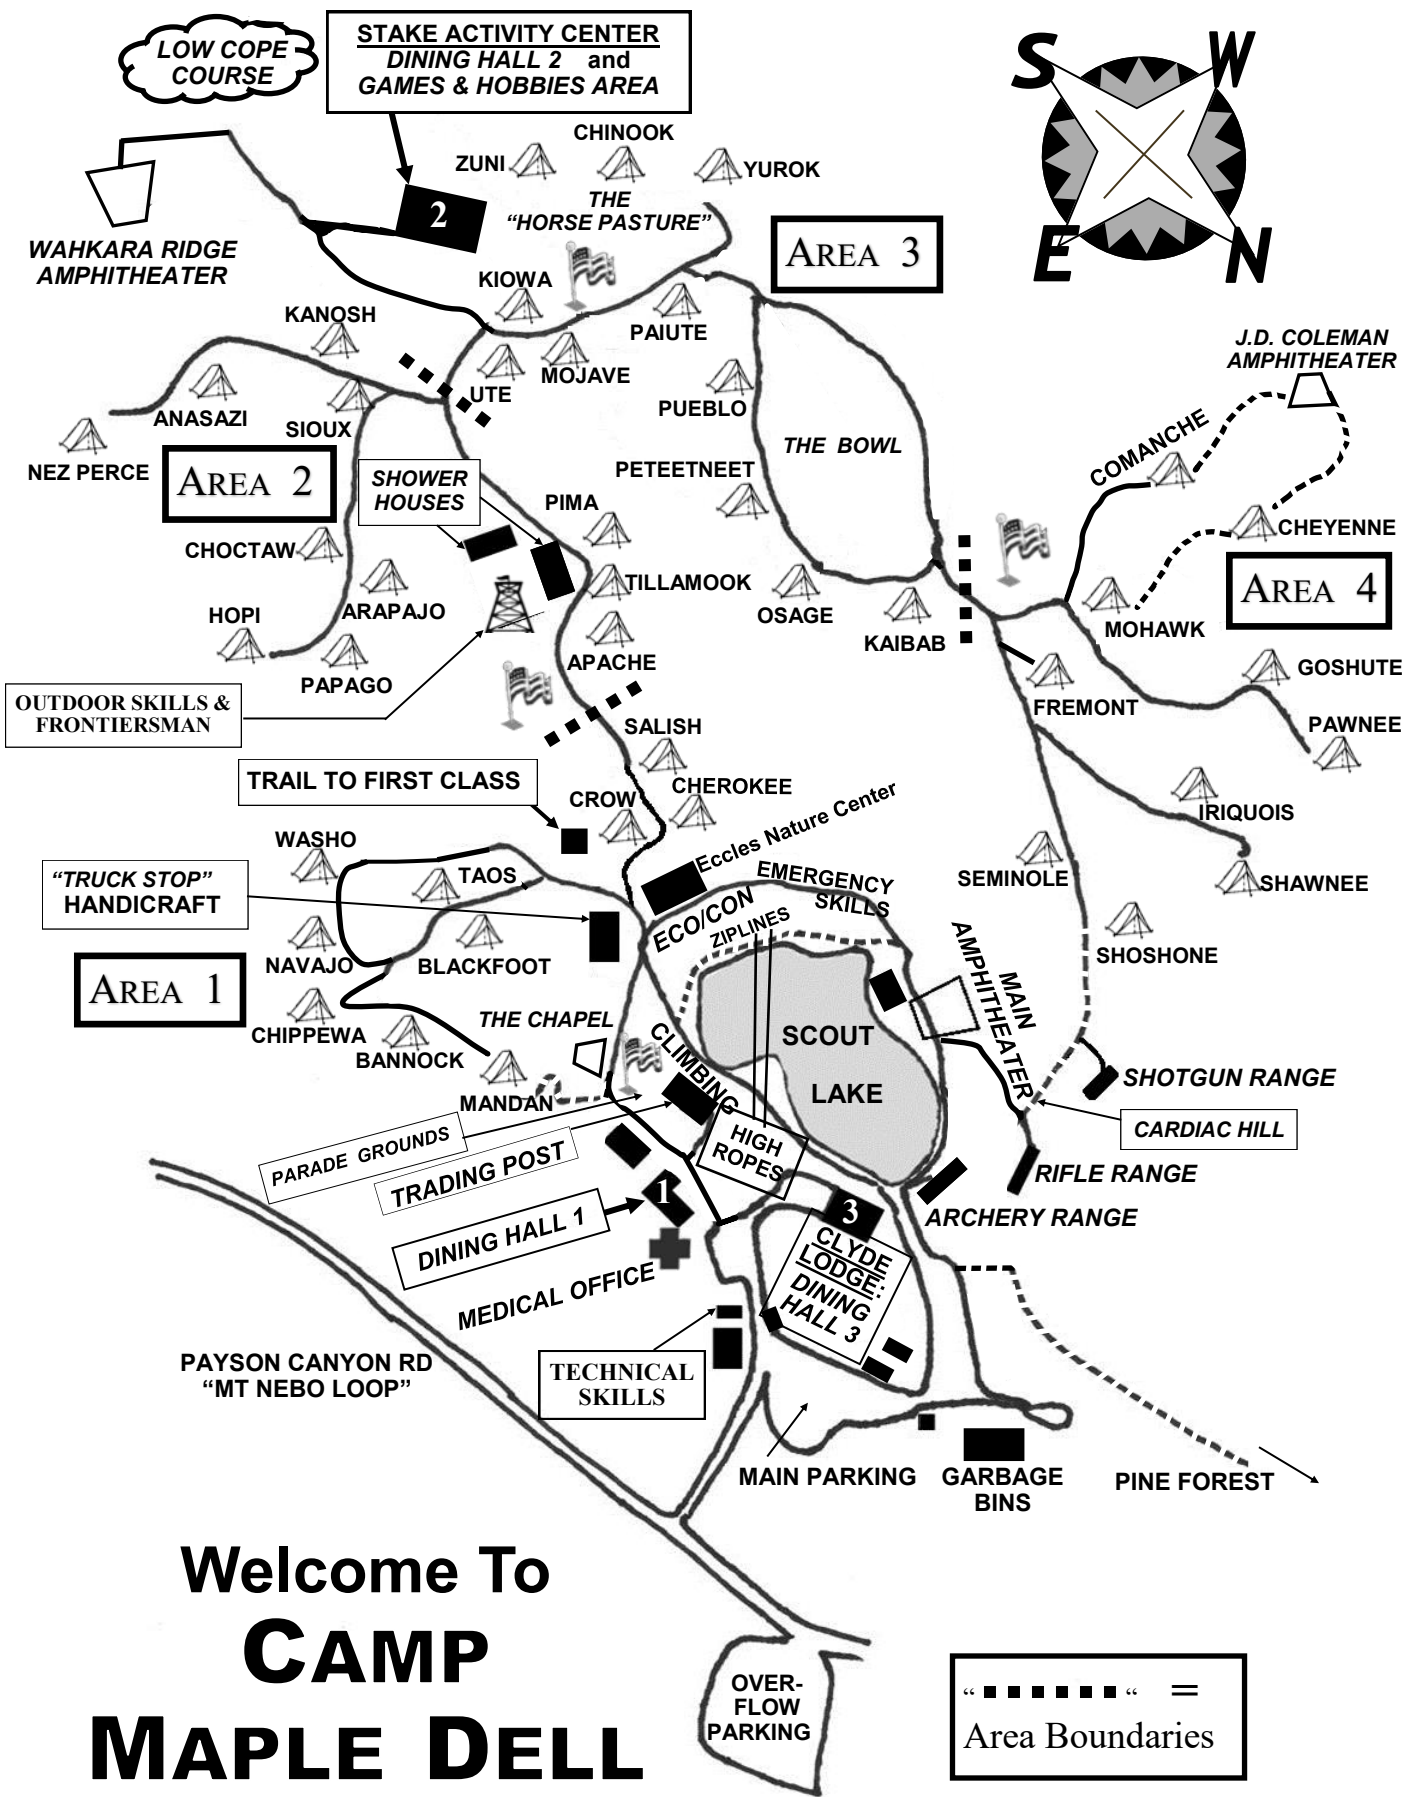 LOW COPE
COURSE
STAKE ACTIVITY CENTER
DINING HALL 2 and
GAMES & HOBBIES AREA
S
W
E
N
CHINOOK
ZUNI
YUROK
THE
“HORSE PASTURE”
2
WAHKARA RIDGE
AMPHITHEATER
AREA 3
KIOWA
KANOSH
PAIUTE
J.D. COLEMAN
AMPHITHEATER
MOJAVE
UTE
ANASAZI
SIOUX
PUEBLO
COMANCHE
THE BOWL
NEZ PERCE
AREA 2
SHOWER
HOUSES
PETEETNEET
PIMA
CHEYENNE
CHOCTAW
TILLAMOOK
AREA 4
ARAPAJO
HOPI
OSAGE
KAIBAB
MOHAWK
APACHE
GOSHUTE
PAPAGO
OUTDOOR SKILLS &
FRONTIERSMAN
FREMONT
SALISH
PAWNEE
TRAIL TO FIRST CLASS
CROW
CHEROKEE
IRIQUOIS
WASHO
Eccles Nature Center
“TRUCK STOP”
HANDICRAFT
TAOS
EMERGENCY
SKILLS
SEMINOLE
SHAWNEE
ECO/CON
ZIPLINES
NAVAJO
BLACKFOOT
SHOSHONE
AREA 1
MAIN
AMPHITHEATER
CHIPPEWA
THE CHAPEL
SCOUT
LAKE
BANNOCK
CLIMBING
SHOTGUN RANGE
MANDAN
CARDIAC HILL
PARADE GROUNDS
HIGH
ROPES
TRADING POST
RIFLE RANGE
1
3
DINING HALL 1
ARCHERY RANGE
CLYDE
LODGE:
DINING
HALL 3
MEDICAL OFFICE
PAYSON CANYON RD
“MT NEBO LOOP”
TECHNICAL
SKILLS
MAIN PARKING
GARBAGE
BINS
PINE FOREST
Welcome To
CAMP
MAPLE DELL
OVER-
FLOW
PARKING
“ “ =
Area Boundaries